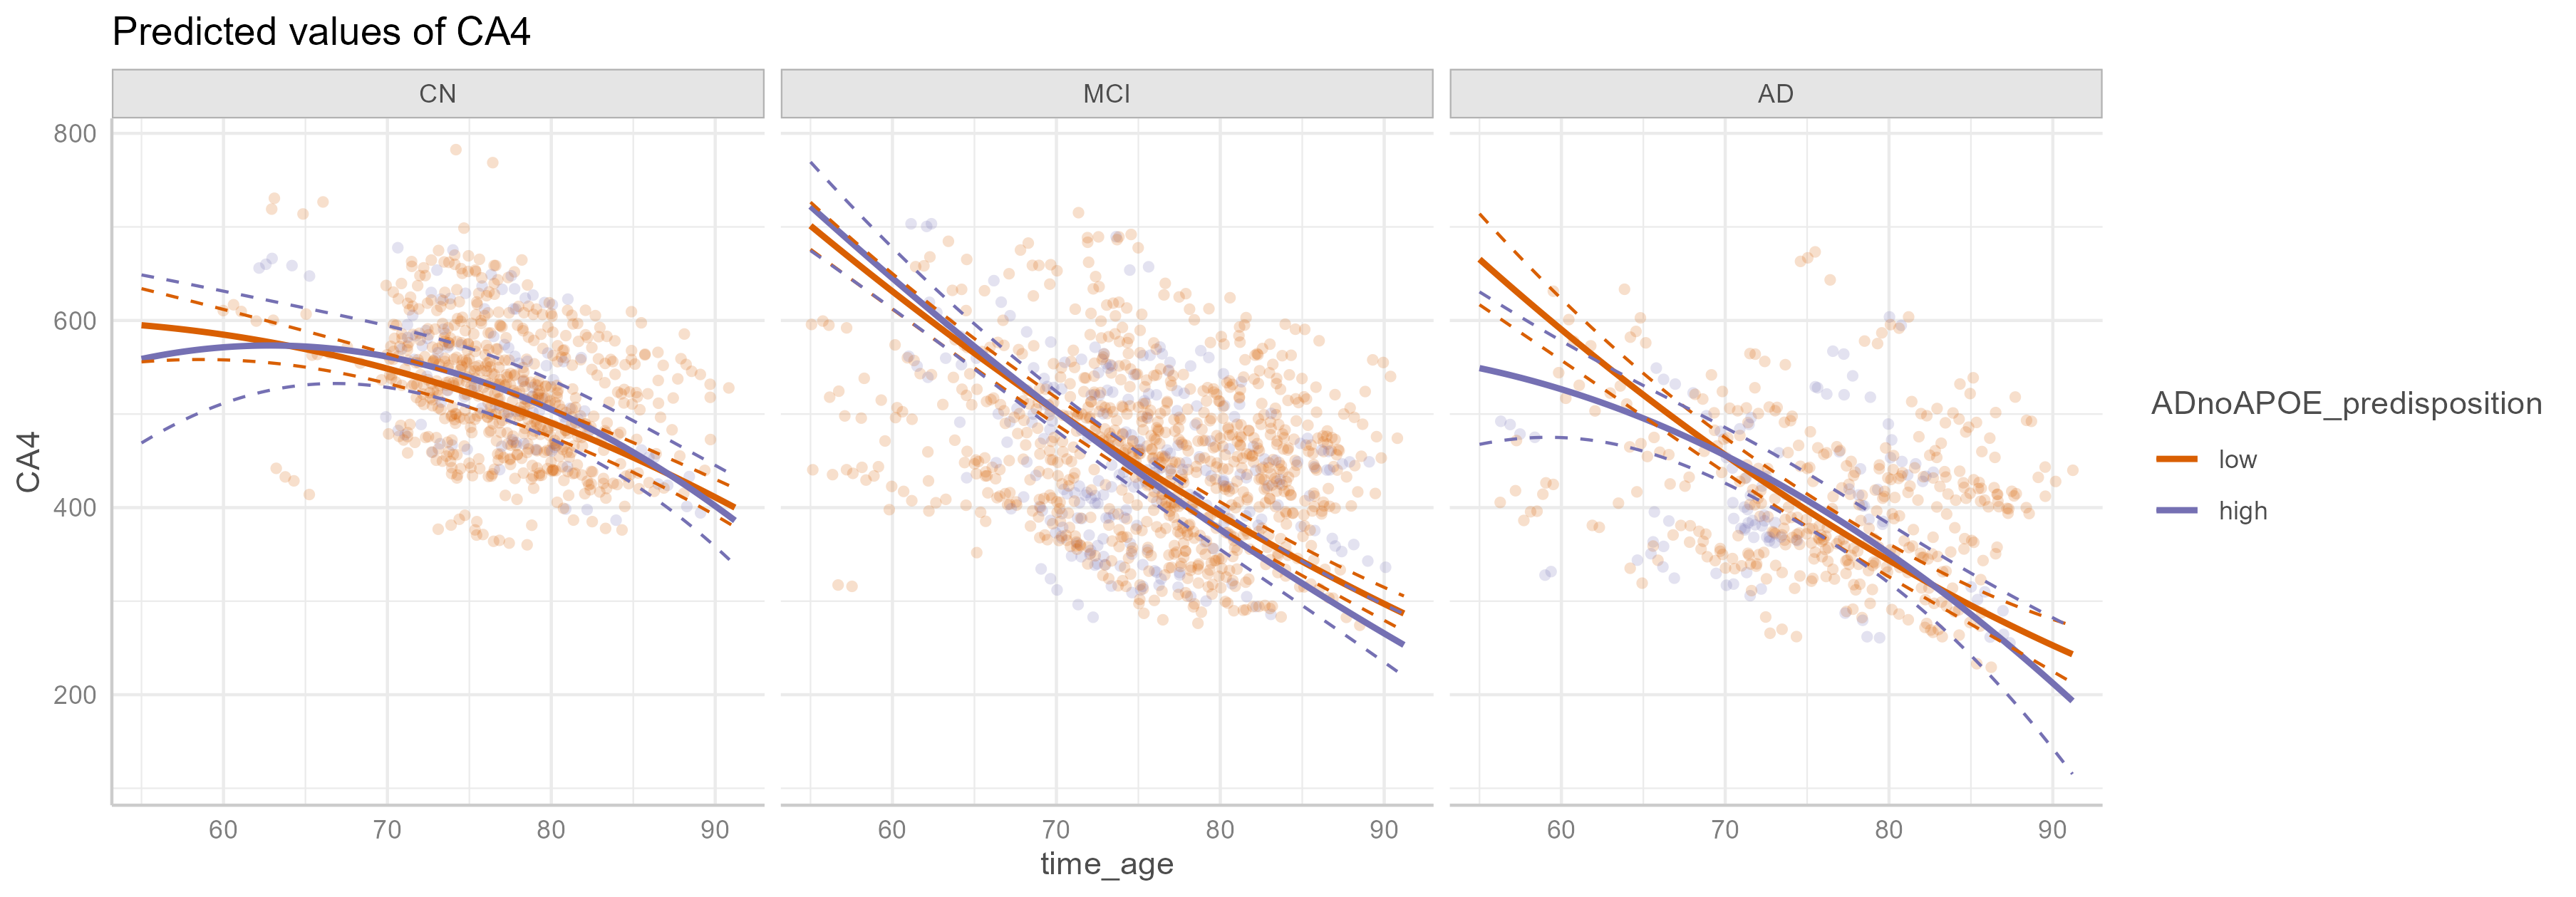 Predicted values of CA4
CN
MCI
AD
800
600
400
200
CA4
60 70 80 90
60 70 80 90
60 70 80 90
time_age
ADnoAPOE_predisposition
low
high